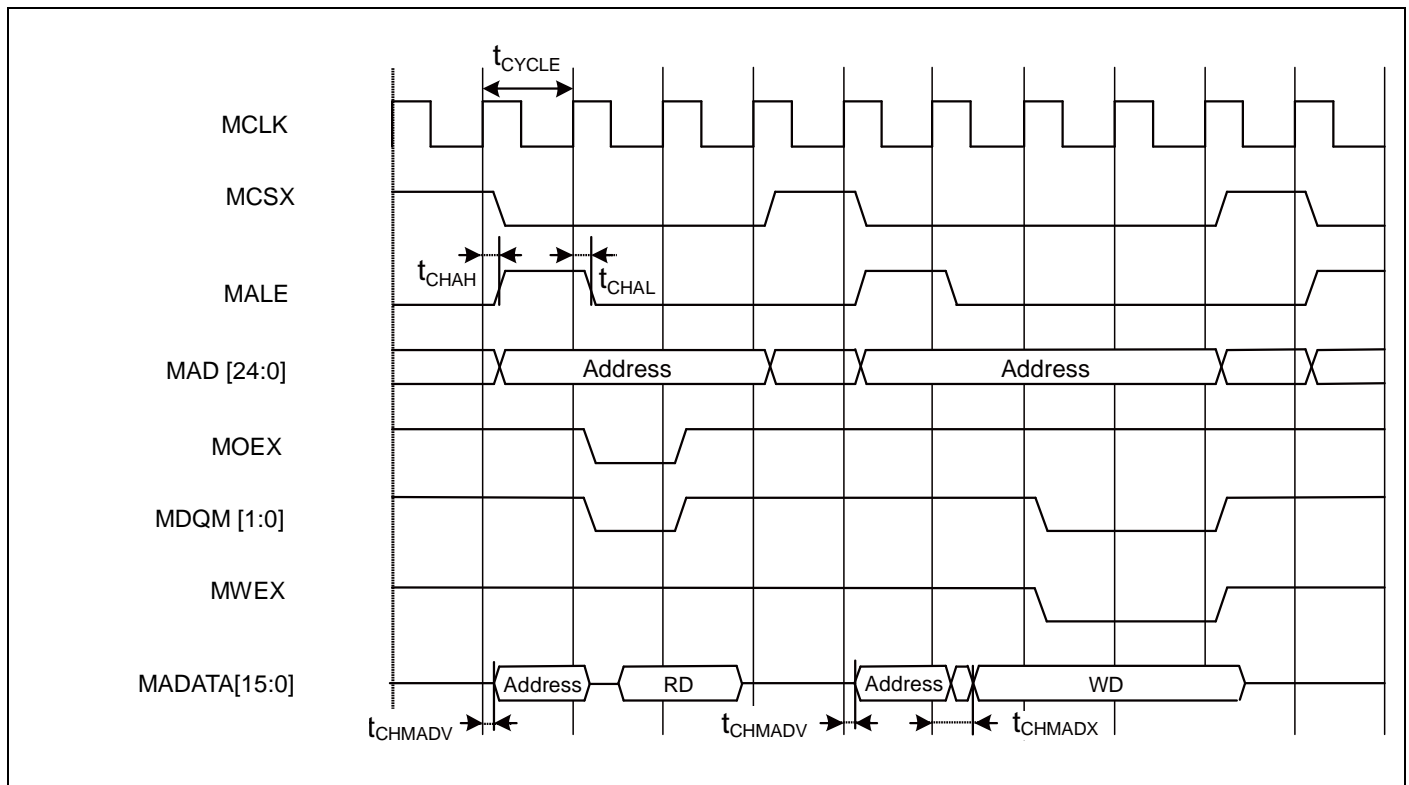 tCYCLE
MCLK
MCSX
tCHAH
tCHAL
MALE
MAD [24:0]
Address
Address
MOEX
MDQM [1:0]
MWEX
MADATA[15:0]
Address
RD
Address
WD
tCHMADV
tCHMADV
tCHMADX